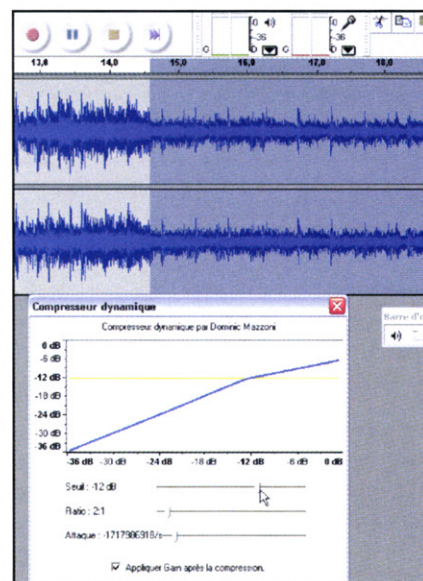 0
-36
G D
0
-36
G D
13,0 14,0 15,0 16,0 17,0 18,0
Compresseur dynamique
Compresseur dynamique par Dominic Mazzoni
0 dB
-6 dB
-12 dB
-18 dB
-24 dB
-30 dB
-36 dB
-36 dB -30 dB -24 dB -18 dB -12 dB -6 dB 0 dB
Seuil : -12 dB
Ratio : 2:1
Attaque : -1717986918/s
Appliquer Gain après la compression.
Barre d'